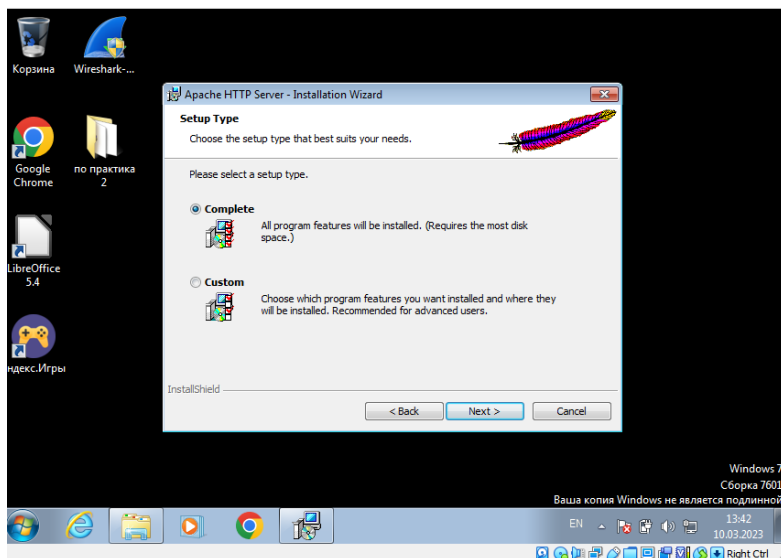 Корзина
Wireshark-...
Google
Chrome
по практика
2
LibreOffice
5.4
ндекс.Игры
Apache HTTP Server - Installation Wizard
Setup Type
Choose the setup type that best suits your needs.
Please select a setup type.
Complete
All program features will be installed. (Requires the most disk
space.)
Custom
Choose which program features you want installed and where they
will be installed. Recommended for advanced users.
InstallShield
< Back
Next >
Cancel
Windows 7
Сборка 7601
Ваша копия Windows не является подлинной
EN
13:42
10.03.2023
Right Ctrl